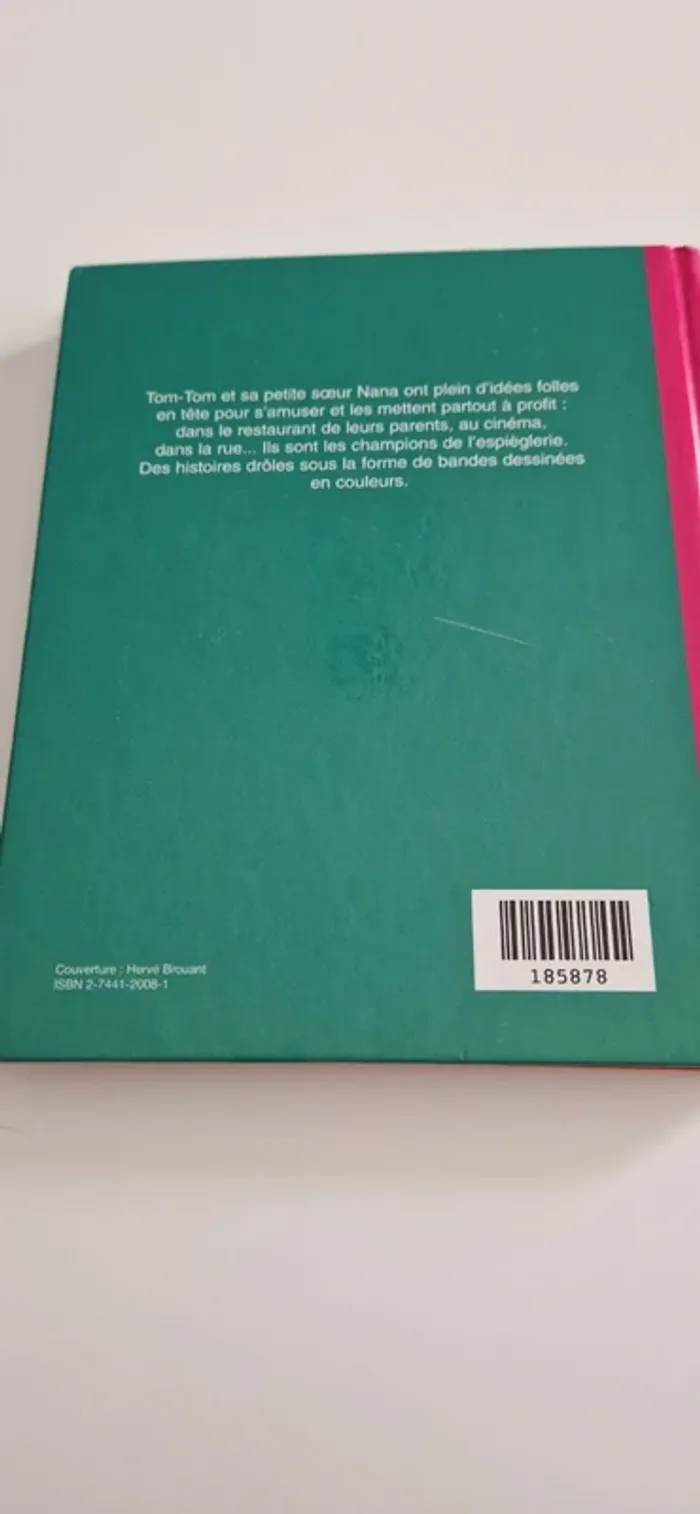 Tom-Tom et sa petite sœur Nana ont plein d'idées folles
en tête pour s'amuser et les mettent partout à profit :
dans le restaurant de leurs parents, au cinéma,
dans la rue... Ils sont les champions de l'espièglerie.
Des histoires drôles sous la forme de bandes dessinées
en couleurs.
Couverture : Hervé Brouant
ISBN 2-7441-2008-1
185878